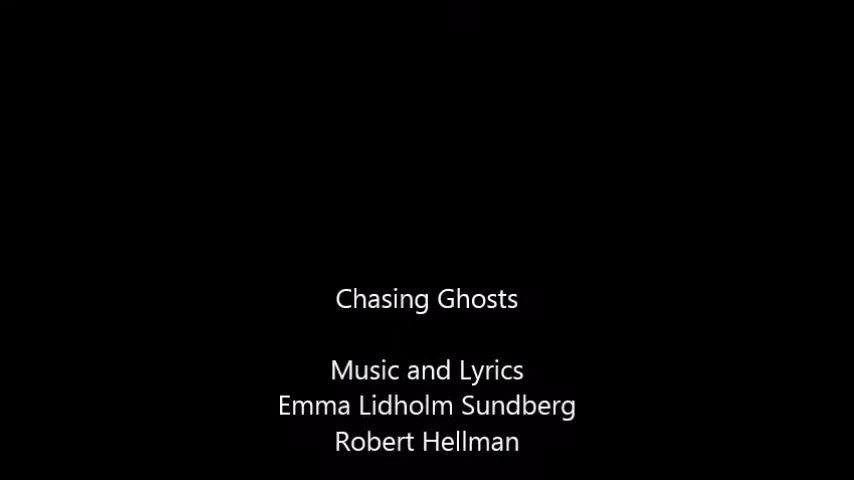 Chasing Ghosts
Music and Lyrics
Emma Lidholm Sundberg
Robert Hellman